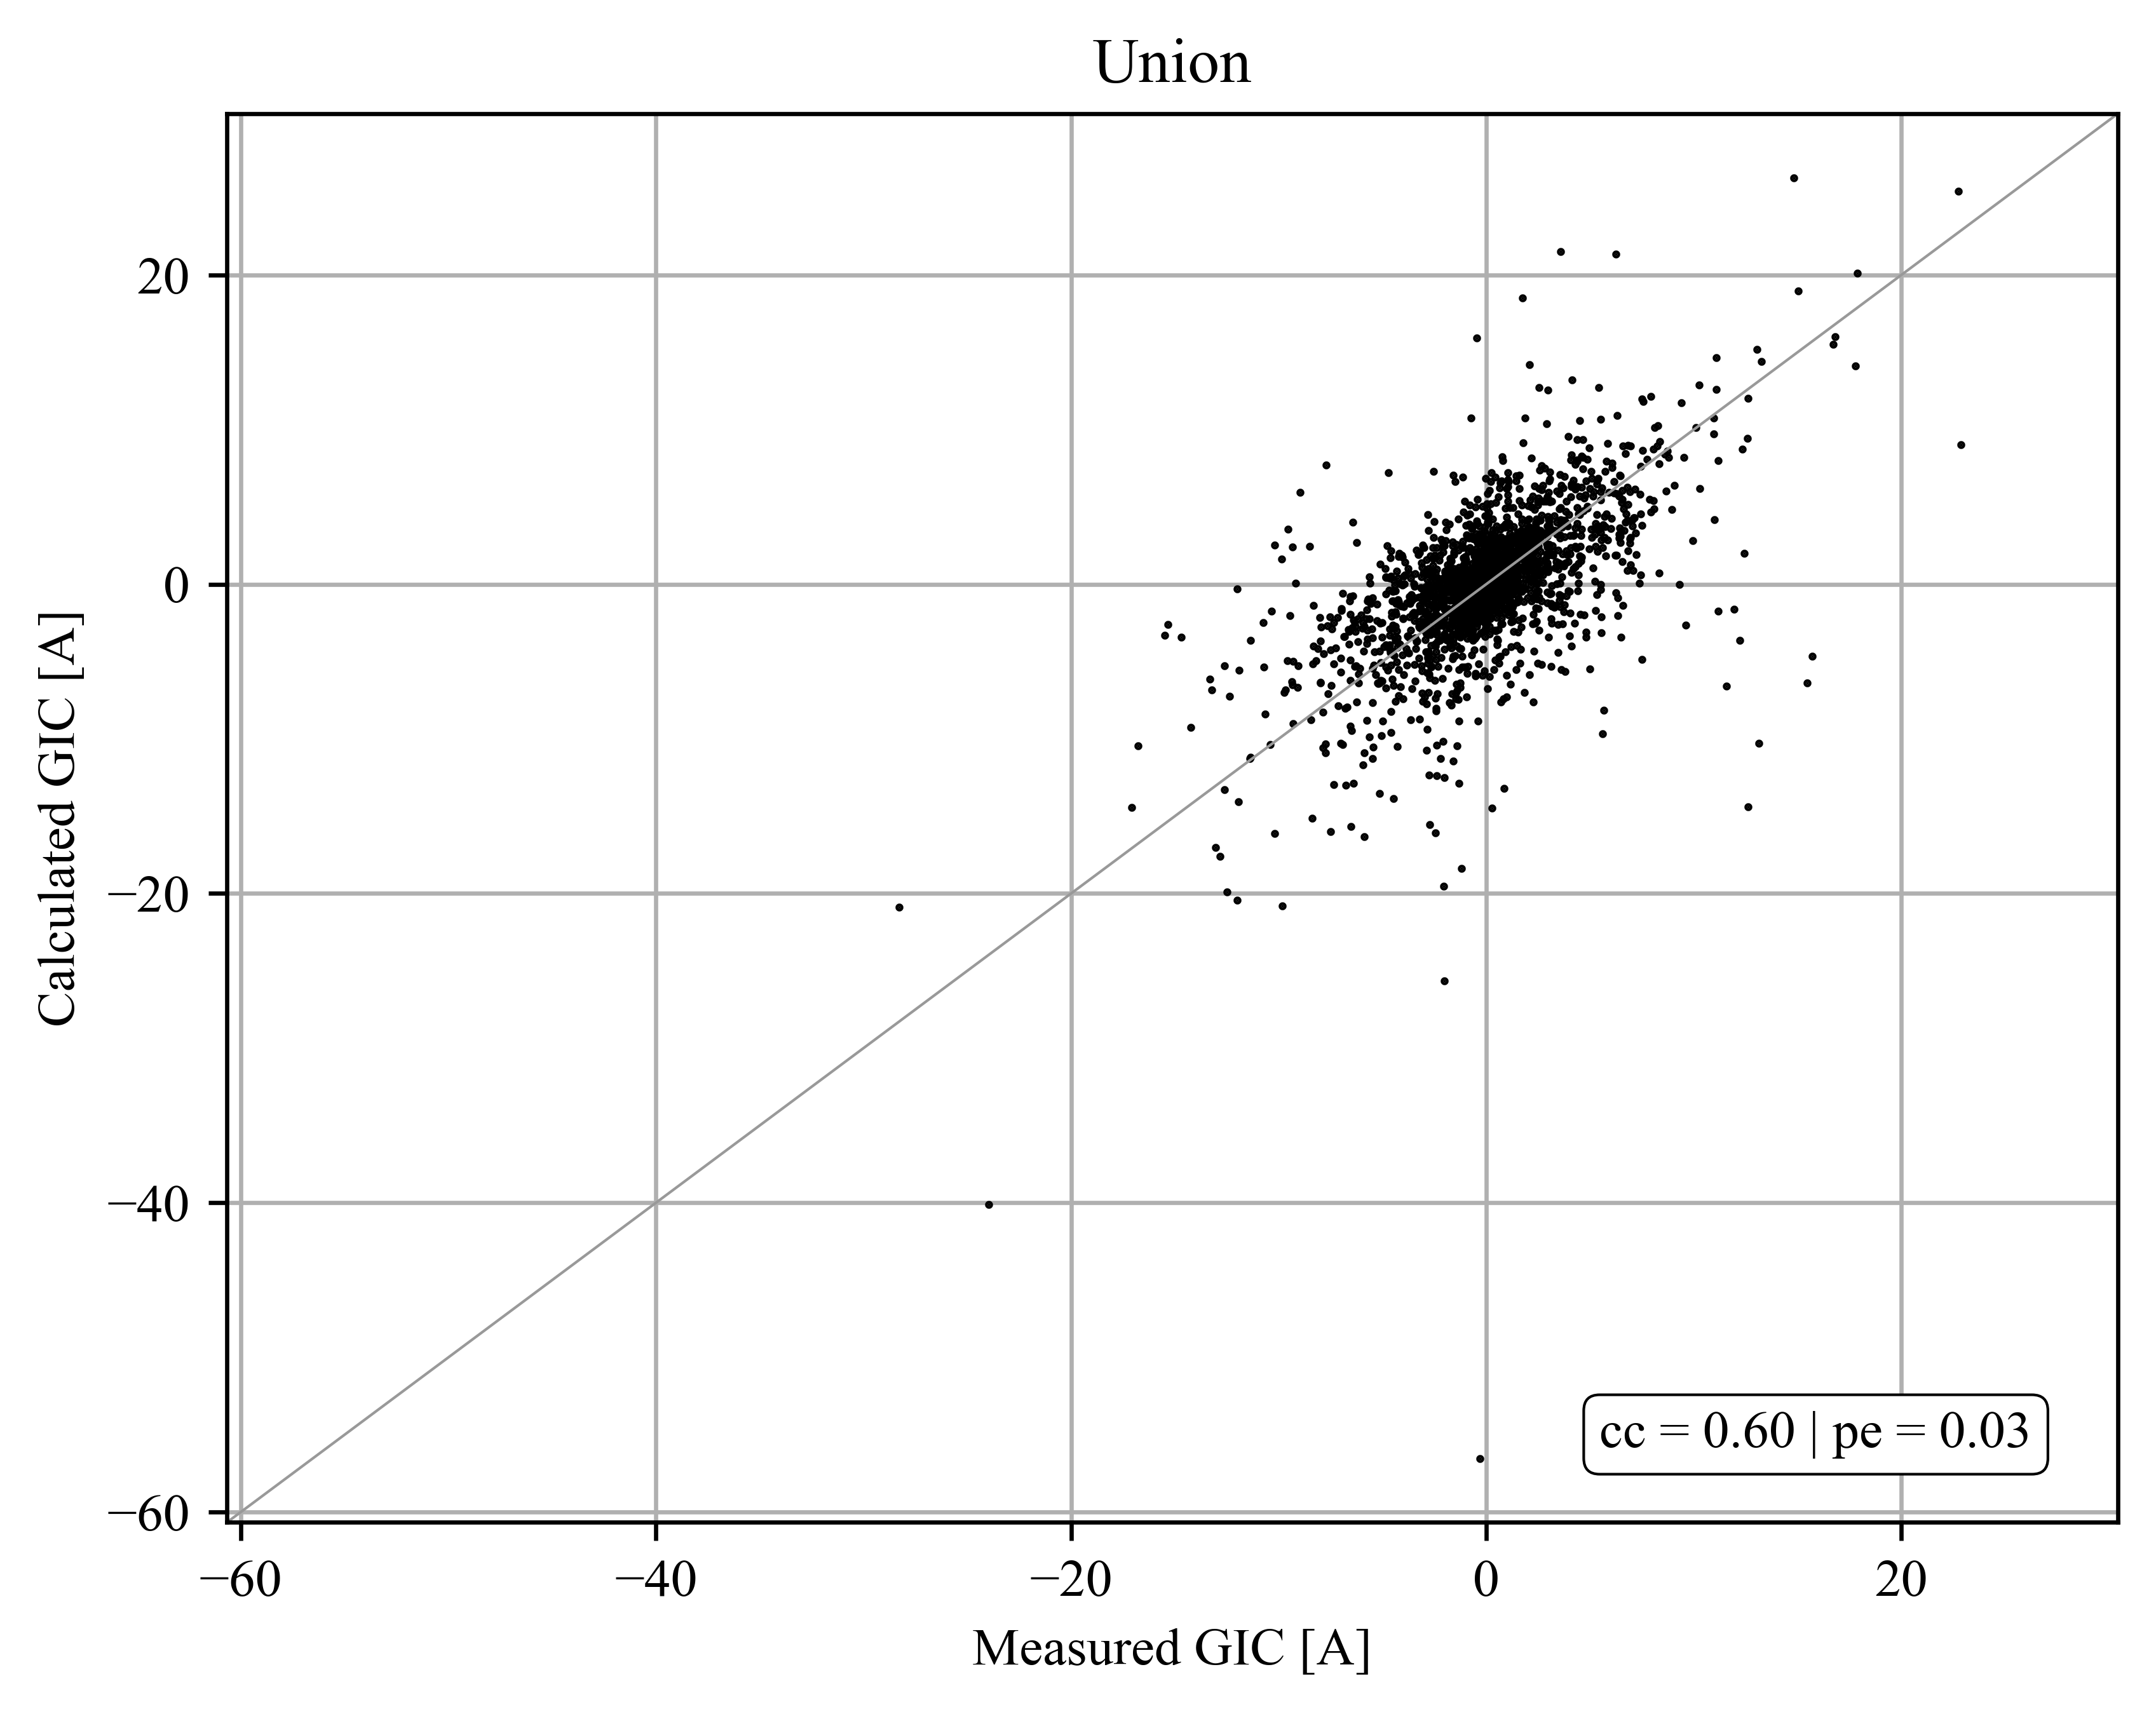 Union
20
0
−20
−40
−60
Calculated GIC [A]
cc = 0.60 | pe = 0.03
−60 −40 −20 0 20
Measured GIC [A]